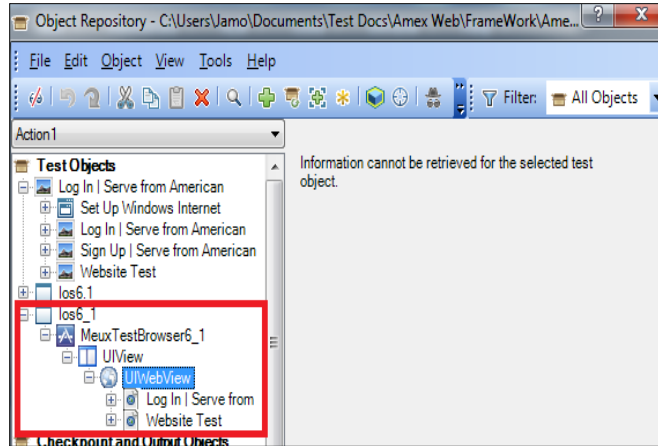 Object Repository - C:\Users\Jamo\Documents\Test Docs\Amex Web\FrameWork\Ame...
File Edit Object View Tools Help
Filter: All Objects
Action1
Test Objects
Log In | Serve from American
Set Up Windows Internet
Log In | Serve from American
Sign Up | Serve from American
Website Test
Ios6.1
Ios6_1
MeuxTestBrowser6_1
UIView
UIWebView
Log In | Serve from
Website Test
Checkpoint and Output Objects
Information cannot be retrieved for the selected test
object.